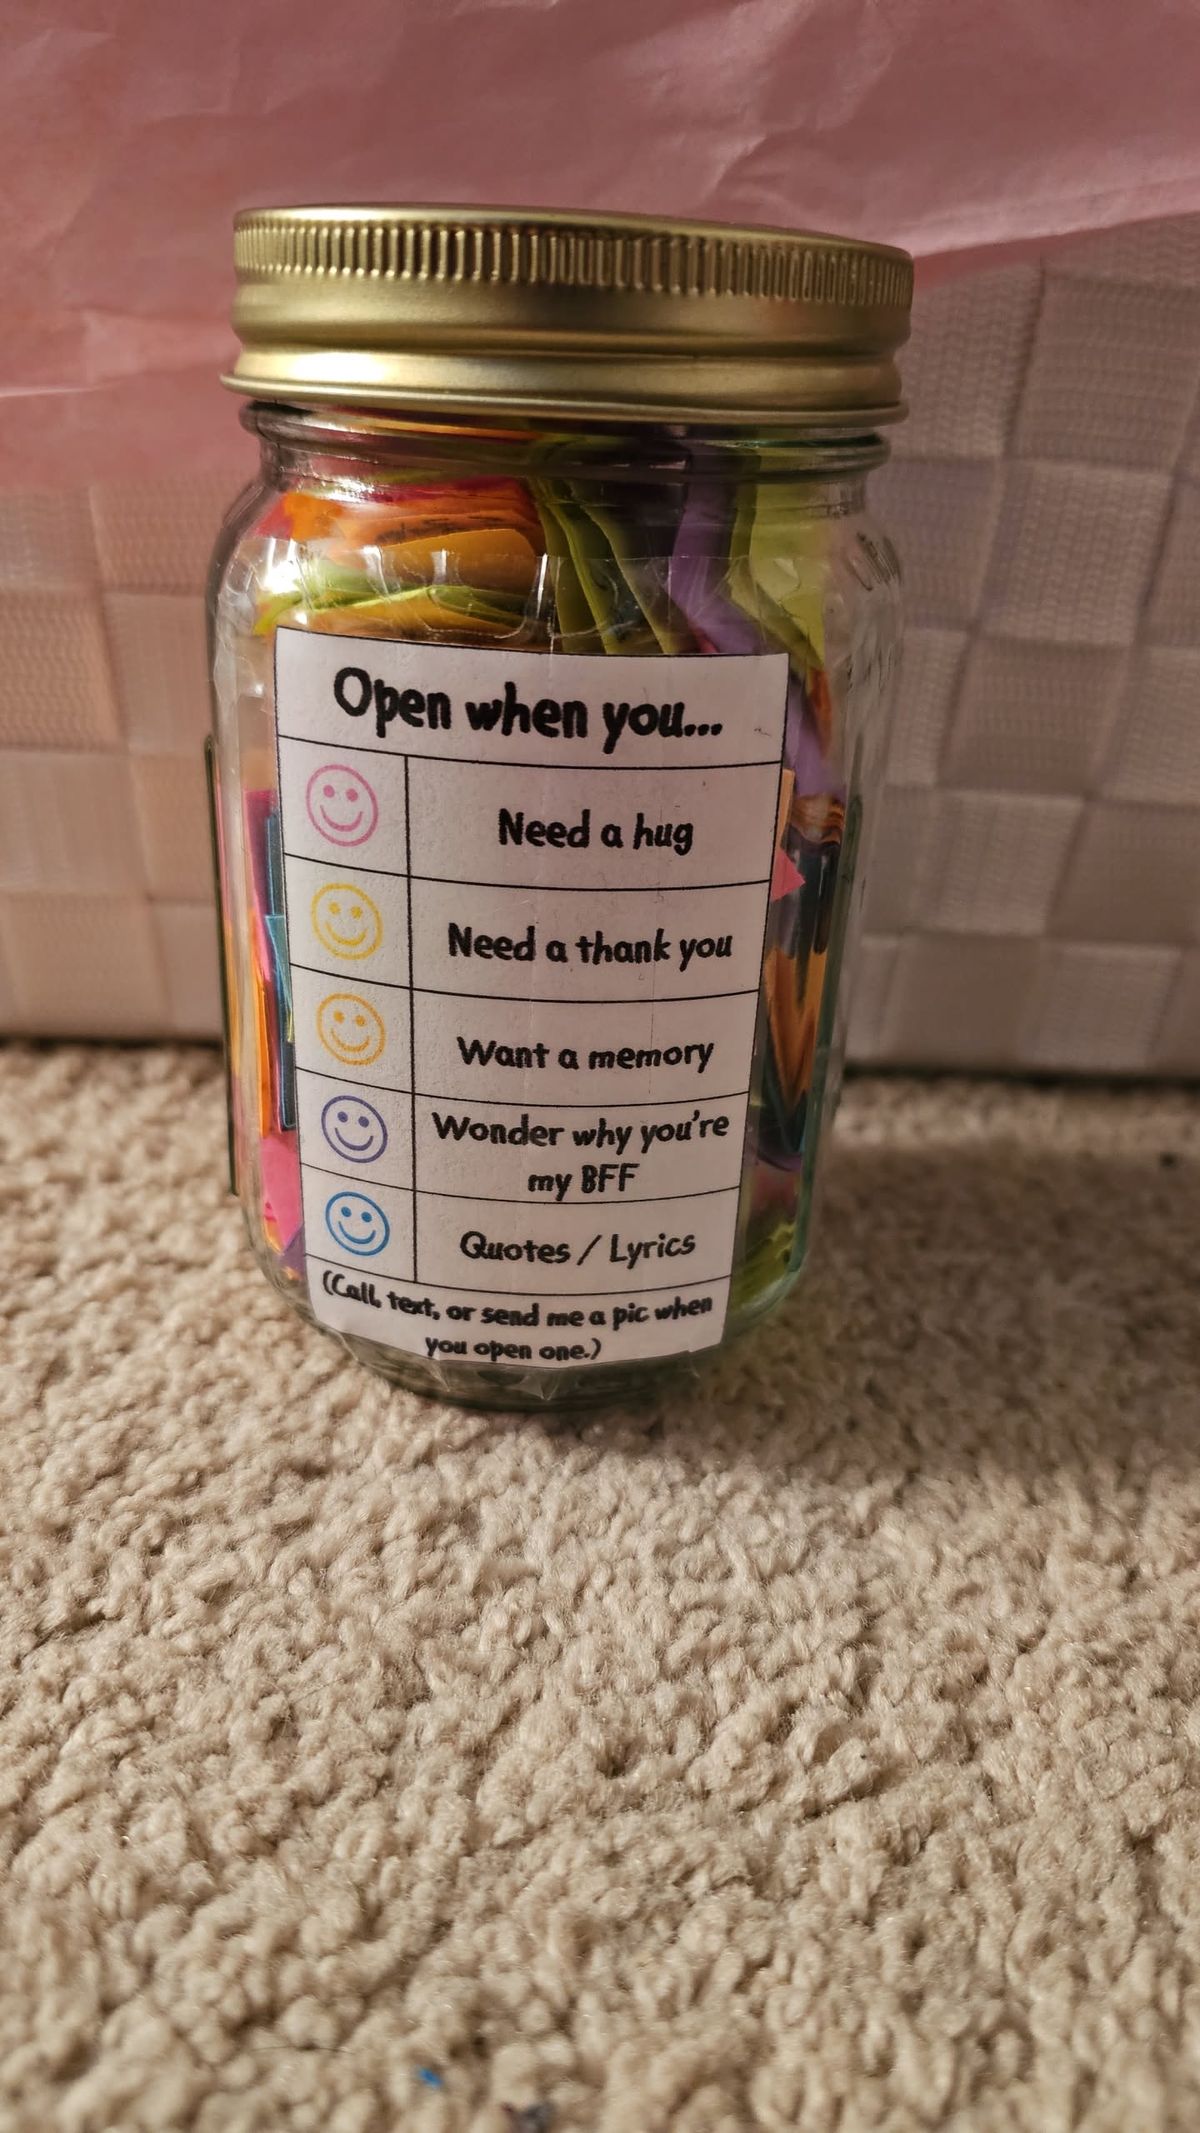 Open when you...
Need a hug
Need a thank you
Want a memory
Wonder why you're
my BFF
Quotes / Lyrics
(Call, text, or send me a pic when
you open one.)